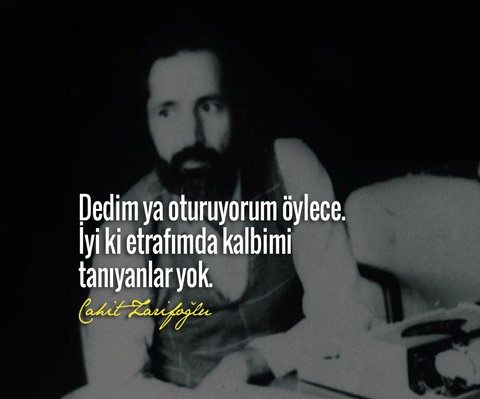 Dedim ya oturuyorum öylece.
İyi ki etrafımda kalbimi
tanıyanlar yok.
Cahit Zarifoğlu